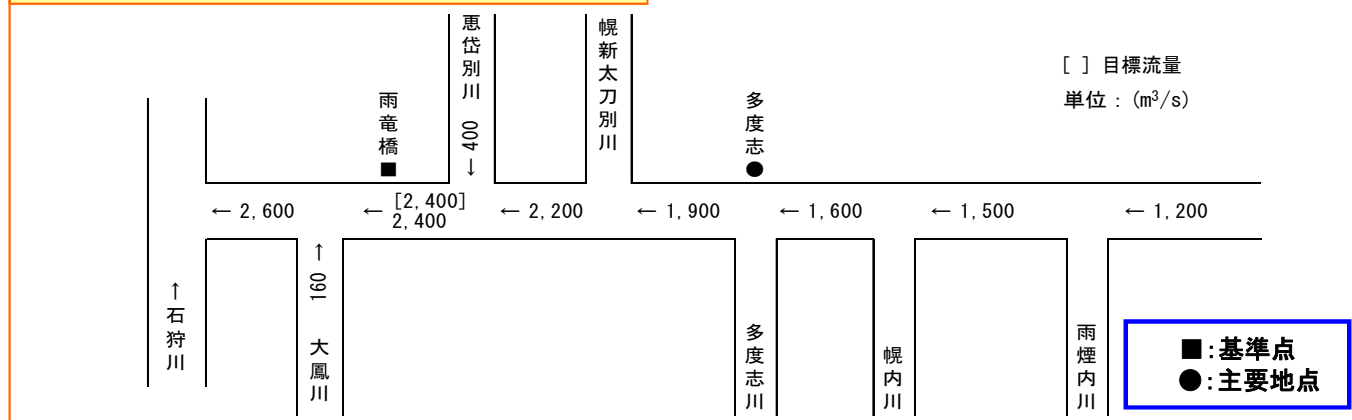 恵岱別川
← 400
幌新太刀別川
[ ] 目標流量
単位：(m³/s)
雨竜橋
■
多度志
●
← 2,600
← [2,400]
2,400
← 2,200
← 1,900
← 1,600
← 1,500
← 1,200
← 石狩川
160 →
大鳳川
多度志川
幌内川
雨煙内川
■:基準点
●:主要地点